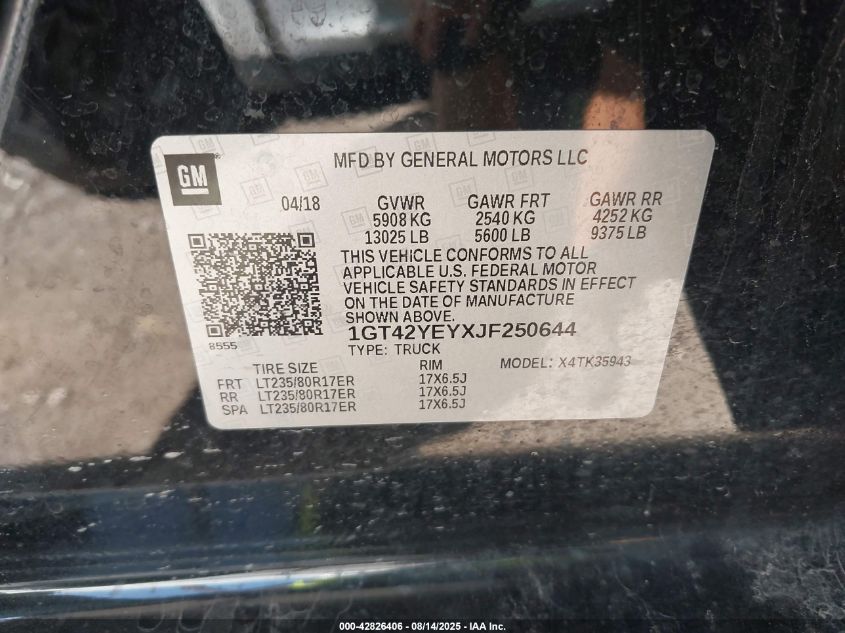 GM
®
MFD BY GENERAL MOTORS LLC
04/18 GVWR GAWR FRT GAWR RR
5908 KG 2540 KG 4252 KG
13025 LB 5600 LB 9375 LB
THIS VEHICLE CONFORMS TO ALL
APPLICABLE U.S. FEDERAL MOTOR
VEHICLE SAFETY STANDARDS IN EFFECT
ON THE DATE OF MANUFACTURE
SHOWN ABOVE.
8555
1GT42YEYXJF250644
TYPE: TRUCK MODEL: X4TK35943
TIRE SIZE RIM
FRT LT235/80R17ER 17X6.5J
RR LT235/80R17ER 17X6.5J
SPA LT235/80R17ER 17X6.5J
000-42826406 - 08/14/2025 - IAA Inc.